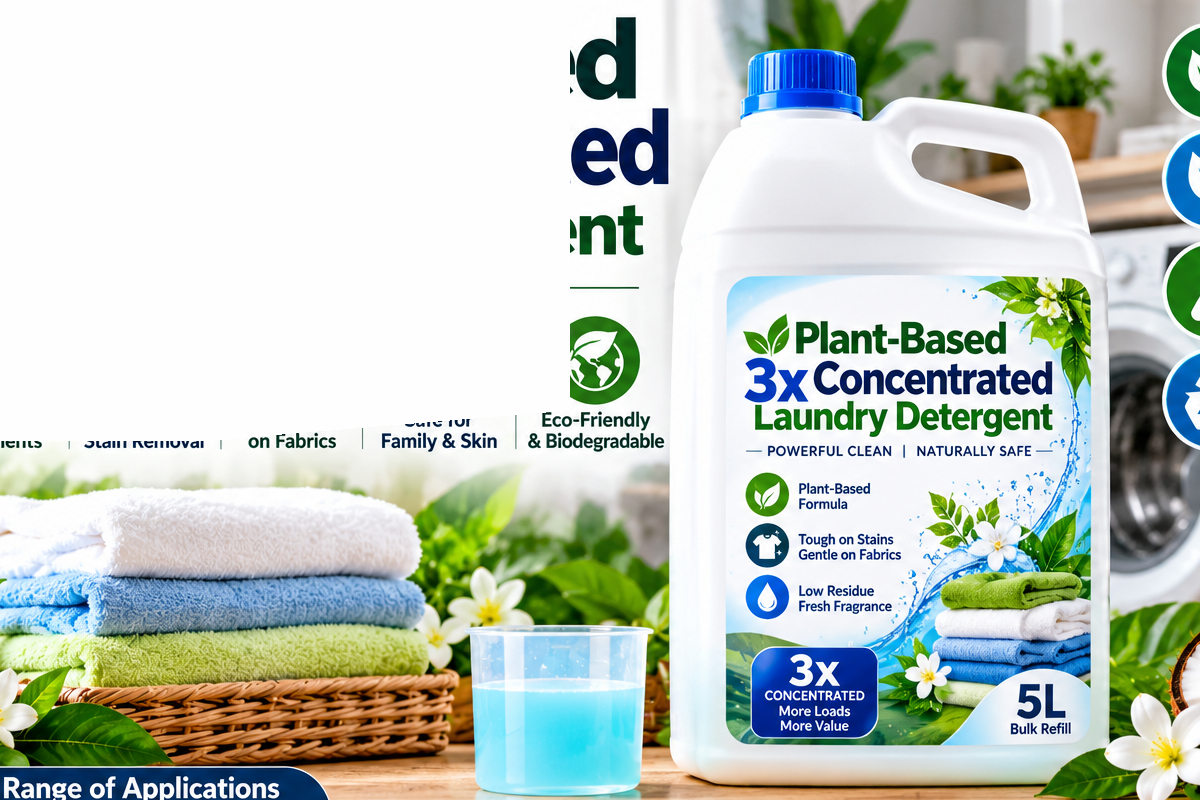 ed
ed
ent
Eco-Friendly
& Biodegradable
Safe for
Family & Skin
on Fabrics
Stain Removal
ents
Plant-Based
3x Concentrated
Laundry Detergent
POWERFUL CLEAN | NATURALLY SAFE
Plant-Based
Formula
Tough on Stains
Gentle on Fabrics
Low Residue
Fresh Fragrance
3x
CONCENTRATED
More Loads
More Value
5L
Bulk Refill
Range of Applications